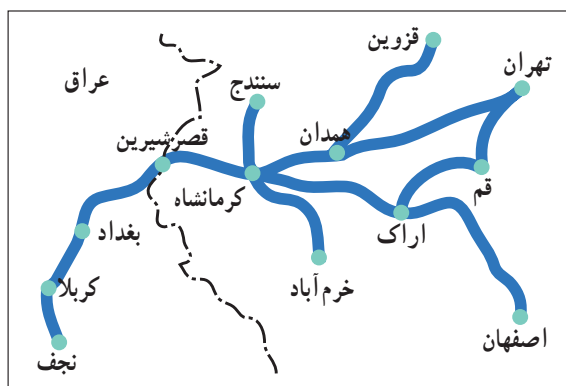 قزوین
تهران
سنندج
عراق
همدان
قصرشیرین
قم
کرمانشاه
اراک
بغداد
خرم آباد
کربلا
اصفهان
نجف